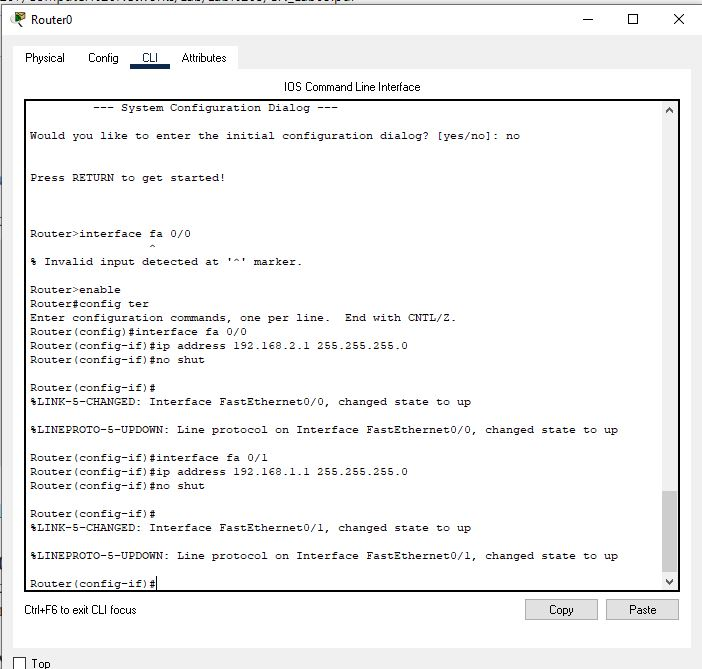 Router0
Physical Config CLI Attributes
IOS Command Line Interface
--- System Configuration Dialog ---
Would you like to enter the initial configuration dialog? [yes/no]: no
Press RETURN to get started!
Router>interface fa 0/0
^
% Invalid input detected at '^' marker.
Router>enable
Router#config ter
Enter configuration commands, one per line.  End with CNTL/Z.
Router(config)#interface fa 0/0
Router(config-if)#ip address 192.168.2.1 255.255.255.0
Router(config-if)#no shut
Router(config-if)#
%LINK-5-CHANGED: Interface FastEthernet0/0, changed state to up
%LINEPROTO-5-UPDOWN: Line protocol on Interface FastEthernet0/0, changed state to up
Router(config-if)#interface fa 0/1
Router(config-if)#ip address 192.168.1.1 255.255.255.0
Router(config-if)#no shut
Router(config-if)#
%LINK-5-CHANGED: Interface FastEthernet0/1, changed state to up
%LINEPROTO-5-UPDOWN: Line protocol on Interface FastEthernet0/1, changed state to up
Router(config-if)#
Ctrl+F6 to exit CLI focus
Copy Paste
Top